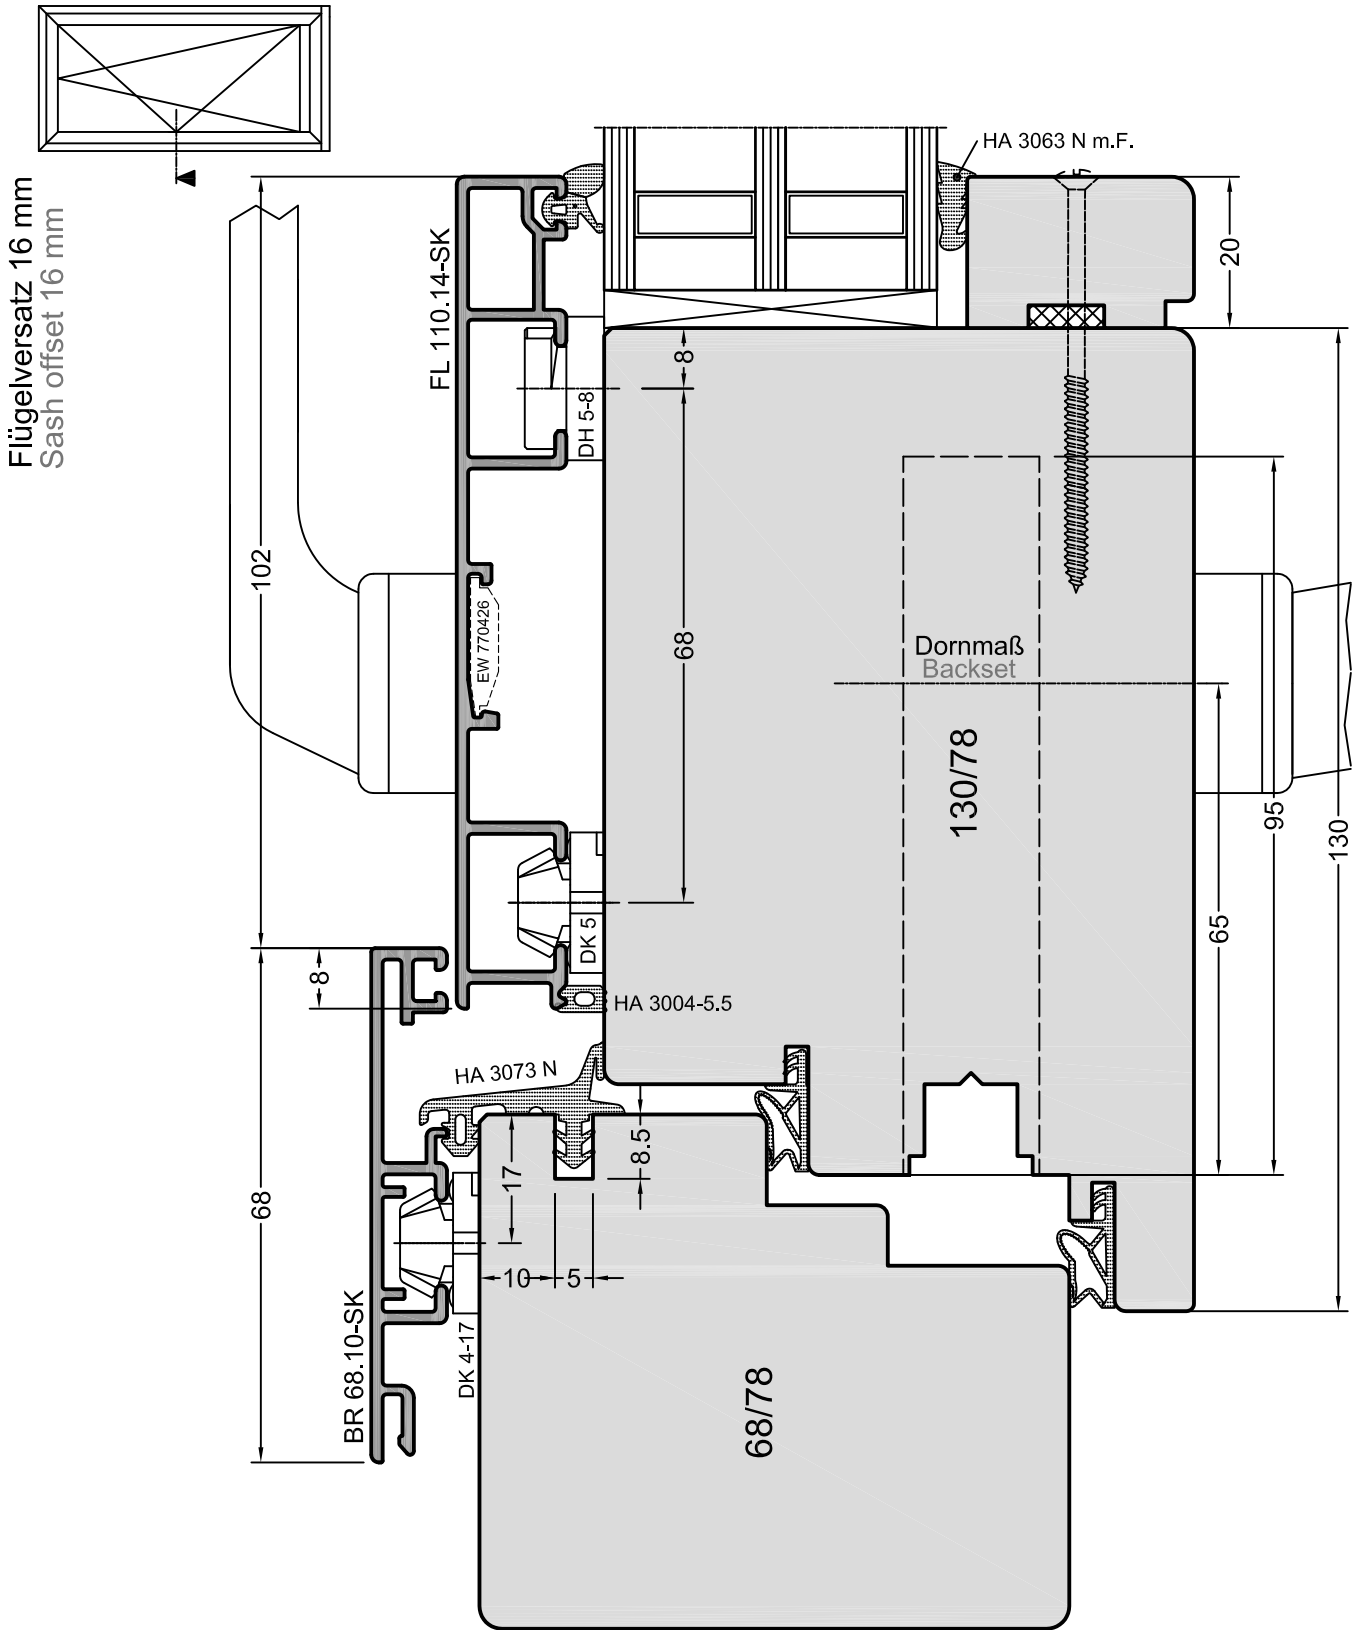 Flügelversatz 16 mm
Sash offset 16 mm
HA 3063 N m.F.
FL 110.14-SK
20
8
DH 5-8
102
EW 770426
68
Dornmaß
Backset
130/78
95
130
65
DK 5
8
HA 3004-5.5
HA 3073 N
8.5
17
68
10
5
BR 68.10-SK
DK 4-17
68/78